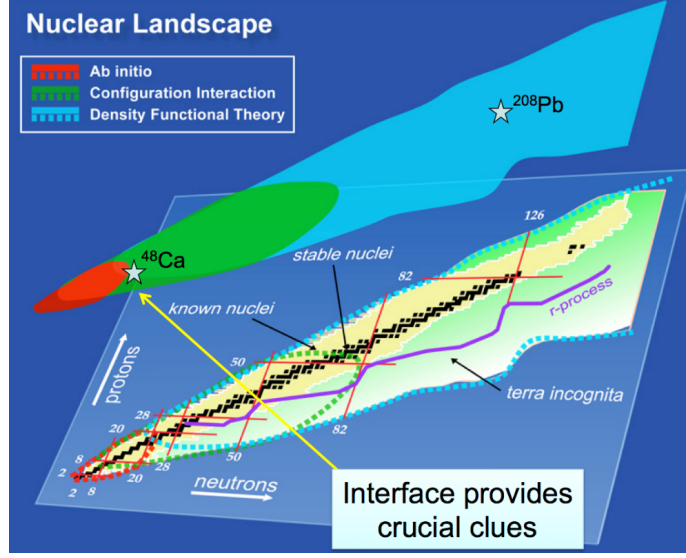 Nuclear Landscape
Ab initio
Configuration Interaction
Density Functional Theory
208Pb
48Ca
126
stable nuclei
82
known nuclei
r-process
50
protons
terra incognita
28
20
82
50
8
28
2
20
2
8
neutrons
Interface provides
crucial clues